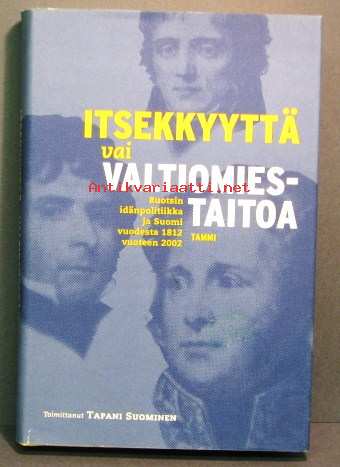 ITSEKKYYTTÄ
vai
VALTIOMIES-
Antikvariaatti.net
TAITOA
Ruotsin
idänpolitiikka
ja Suomi
vuodesta 1812
vuoteen 2002
TAMMI
Toimittanut TAPANI SUOMINEN